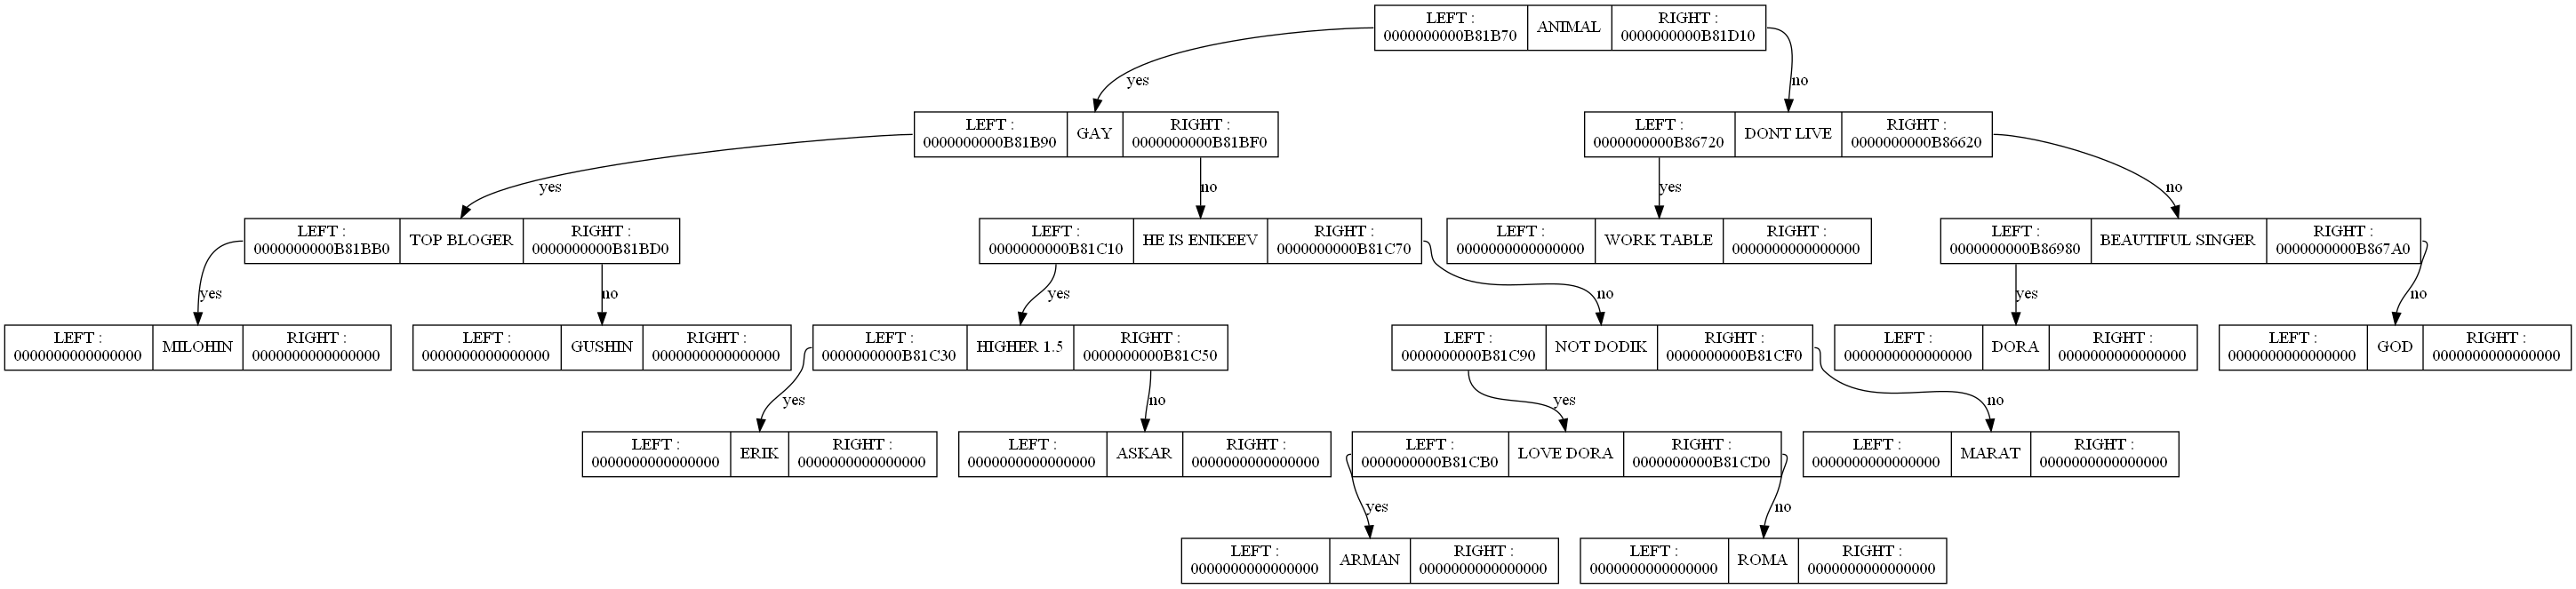 LEFT :
0000000000B81B70
ANIMAL
RIGHT :
0000000000B81D10
yes
no
LEFT :
0000000000B81B90
GAY
RIGHT :
0000000000B81BF0
LEFT :
0000000000B86720
DONT LIVE
RIGHT :
0000000000B86620
yes
no
yes
no
LEFT :
0000000000B81BB0
TOP BLOGER
RIGHT :
0000000000B81BD0
LEFT :
0000000000B81C10
HE IS ENIKEEV
RIGHT :
0000000000B81C70
LEFT :
0000000000000000
WORK TABLE
RIGHT :
0000000000000000
LEFT :
0000000000B86980
BEAUTIFUL SINGER
RIGHT :
0000000000B867A0
yes
no
yes
no
yes
no
LEFT :
0000000000000000
MILOHIN
RIGHT :
0000000000000000
LEFT :
0000000000000000
GUSHIN
RIGHT :
0000000000000000
LEFT :
0000000000B81C30
HIGHER 1.5
RIGHT :
0000000000B81C50
LEFT :
0000000000B81C90
NOT DODIK
RIGHT :
0000000000B81CF0
LEFT :
0000000000000000
DORA
RIGHT :
0000000000000000
LEFT :
0000000000000000
GOD
RIGHT :
0000000000000000
yes
no
yes
no
LEFT :
0000000000000000
ERIK
RIGHT :
0000000000000000
LEFT :
0000000000000000
ASKAR
RIGHT :
0000000000000000
LEFT :
0000000000B81CB0
LOVE DORA
RIGHT :
0000000000B81CD0
LEFT :
0000000000000000
MARAT
RIGHT :
0000000000000000
yes
no
LEFT :
0000000000000000
ARMAN
RIGHT :
0000000000000000
LEFT :
0000000000000000
ROMA
RIGHT :
0000000000000000